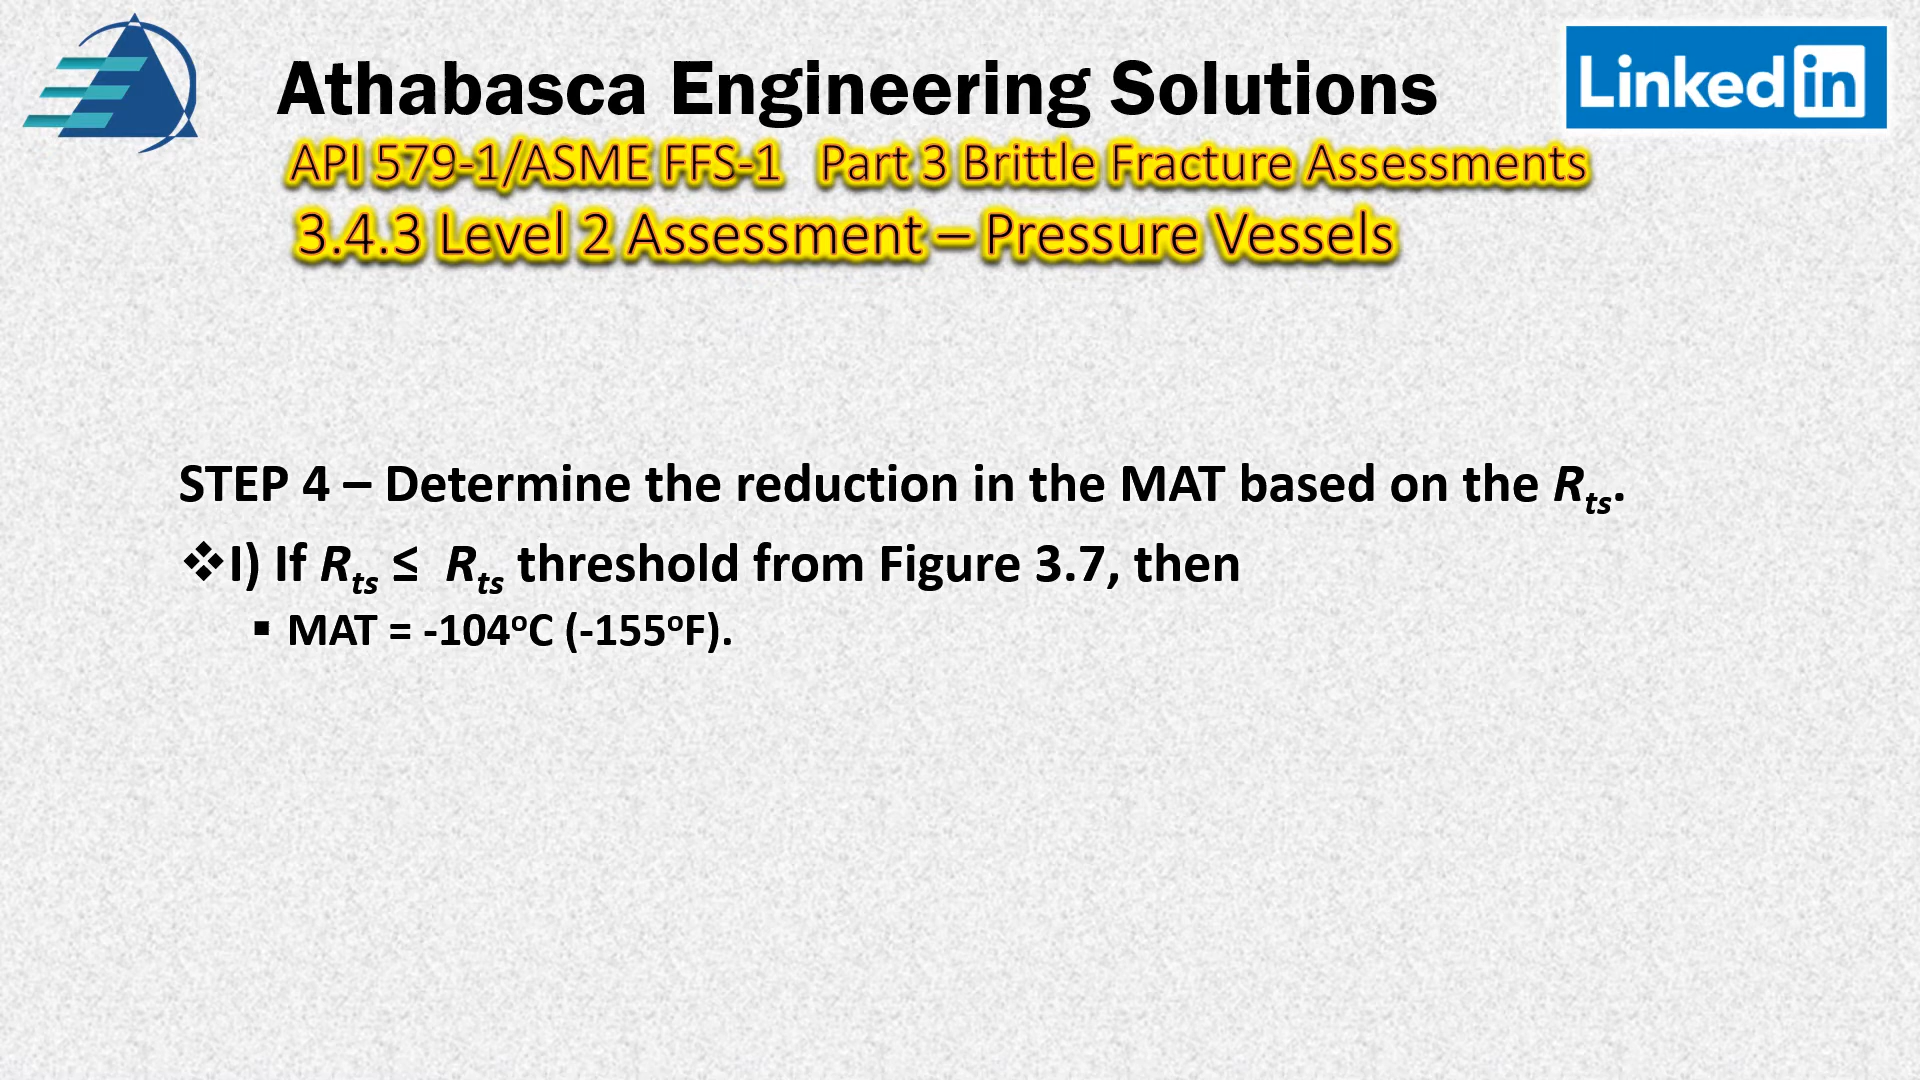 Athabasca Engineering Solutions
Linked in
API 579-1/ASME FFS-1 Part 3 Brittle Fracture Assessments
3.4.3 Level 2 Assessment – Pressure Vessels
STEP 4 – Determine the reduction in the MAT based on the Rts.
❖I) If Rts ≤ Rts threshold from Figure 3.7, then
▪ MAT = -104ºC (-155ºF).